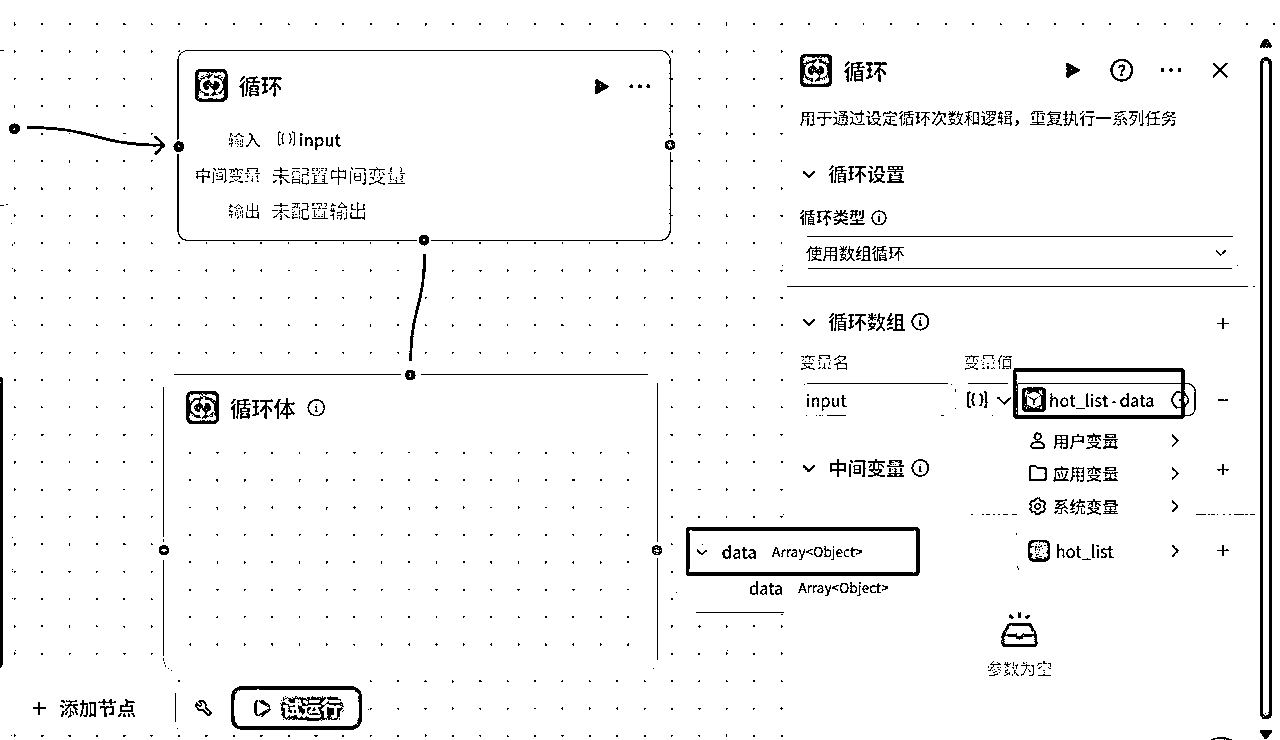 循环
输入 [()] input
中间变量 未配置中间变量
输出 未配置输出
循环体
添加节点
试运行
循环
用于通过设定循环次数和逻辑，重复执行一系列任务
循环设置
循环类型
使用数组循环
循环数组
变量名 变量值
input [()] hot_list - data
用户变量
中间变量
应用变量
系统变量
data Array<Object>
hot_list
data Array<Object>
参数为空